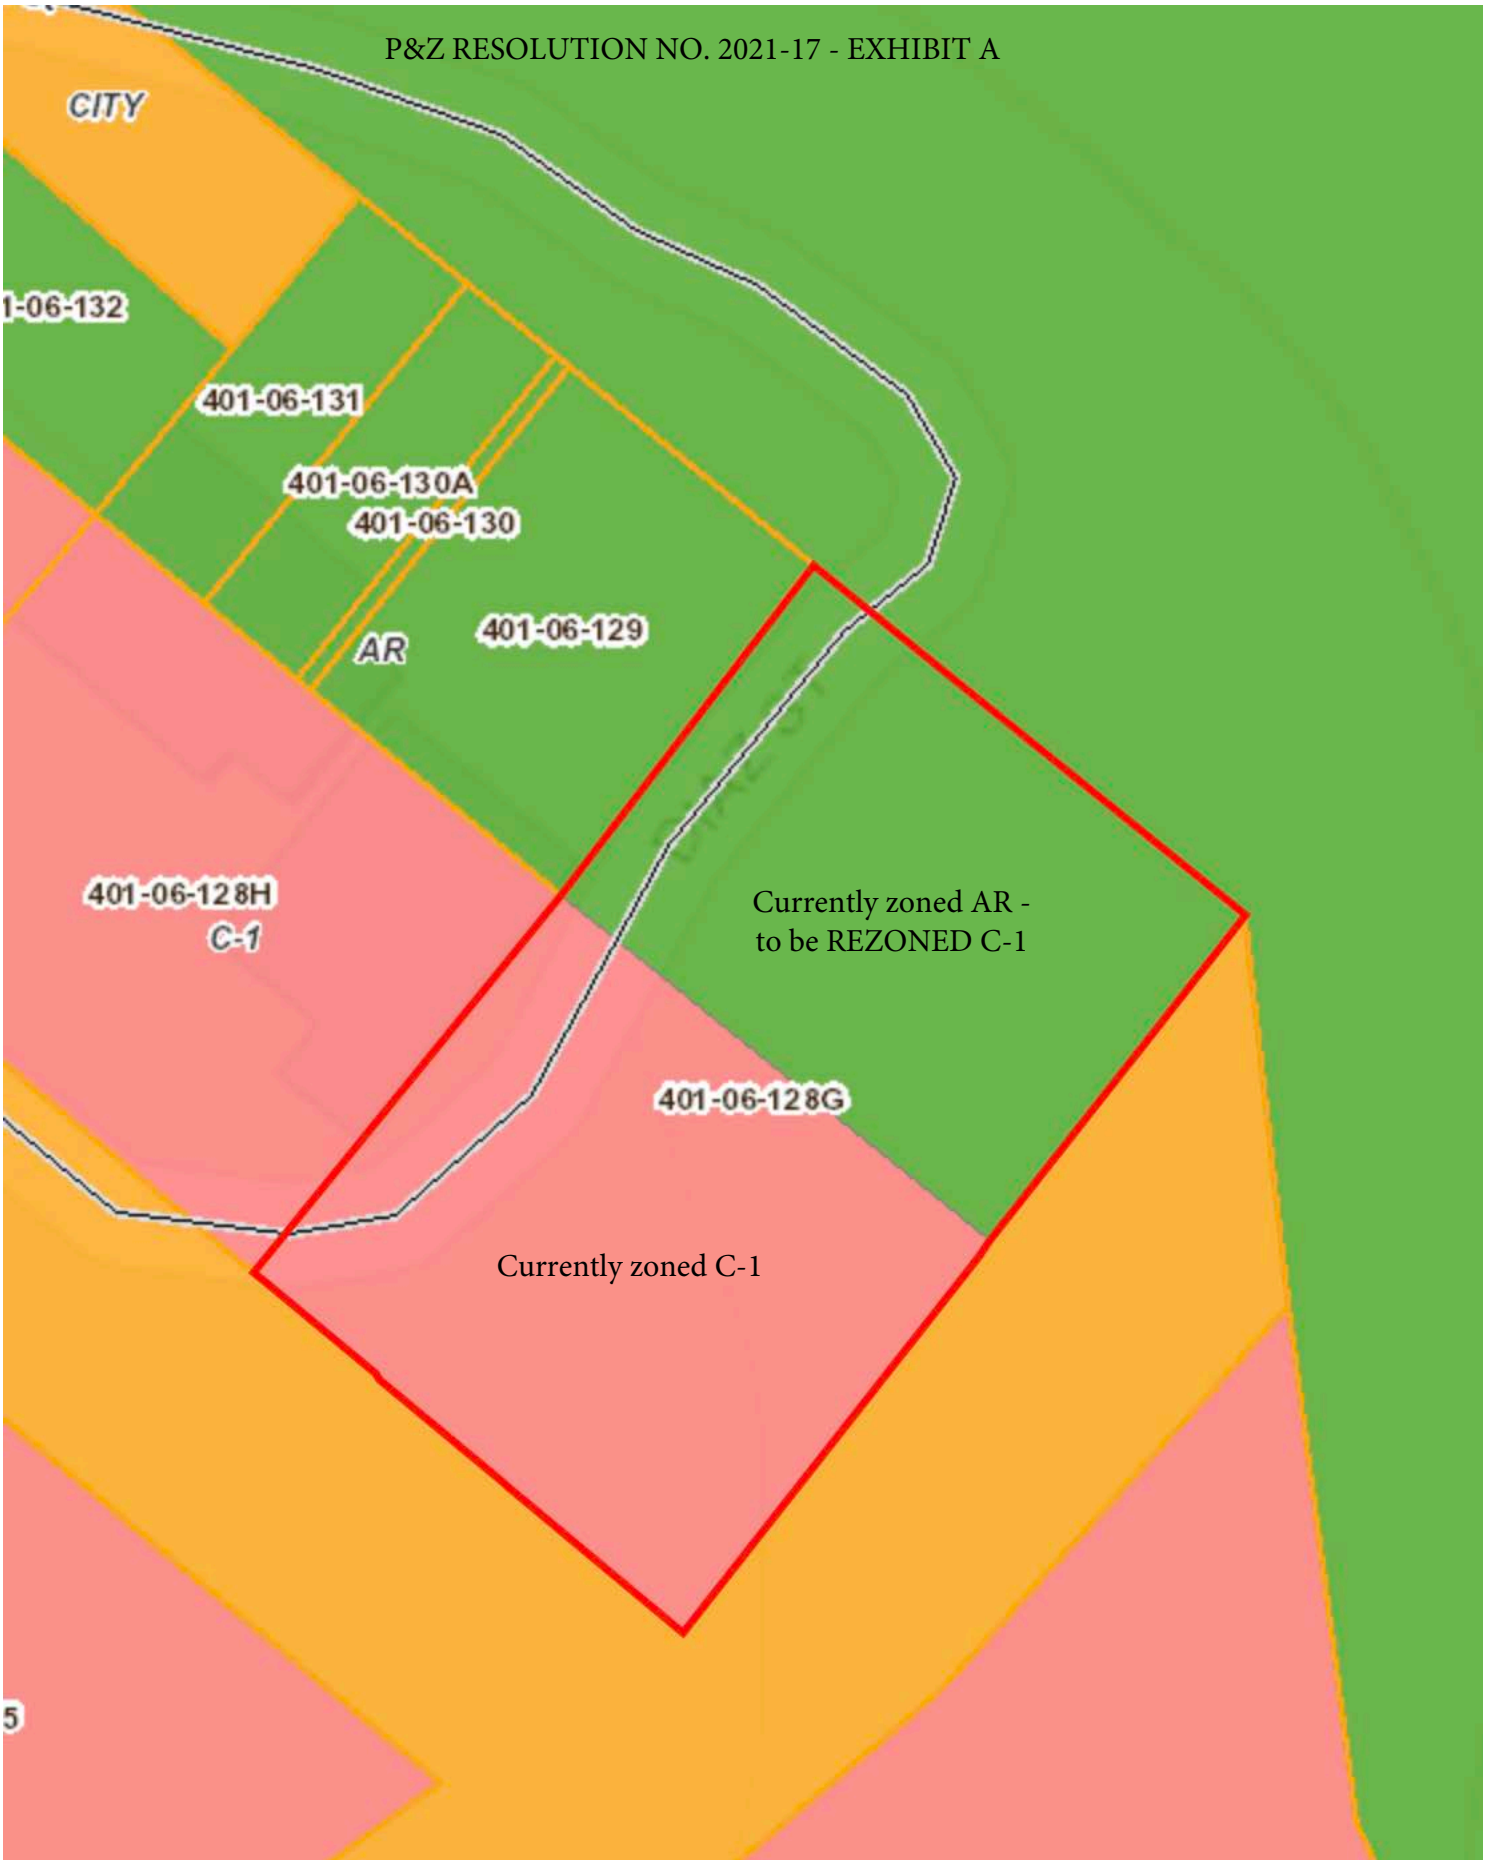 P&Z RESOLUTION NO. 2021-17 - EXHIBIT A
CITY
1-06-132
401-06-131
401-06-130A
401-06-130
401-06-129
AR
DIAZ ST
401-06-128H
C-1
Currently zoned AR -
to be REZONED C-1
401-06-128G
Currently zoned C-1
5